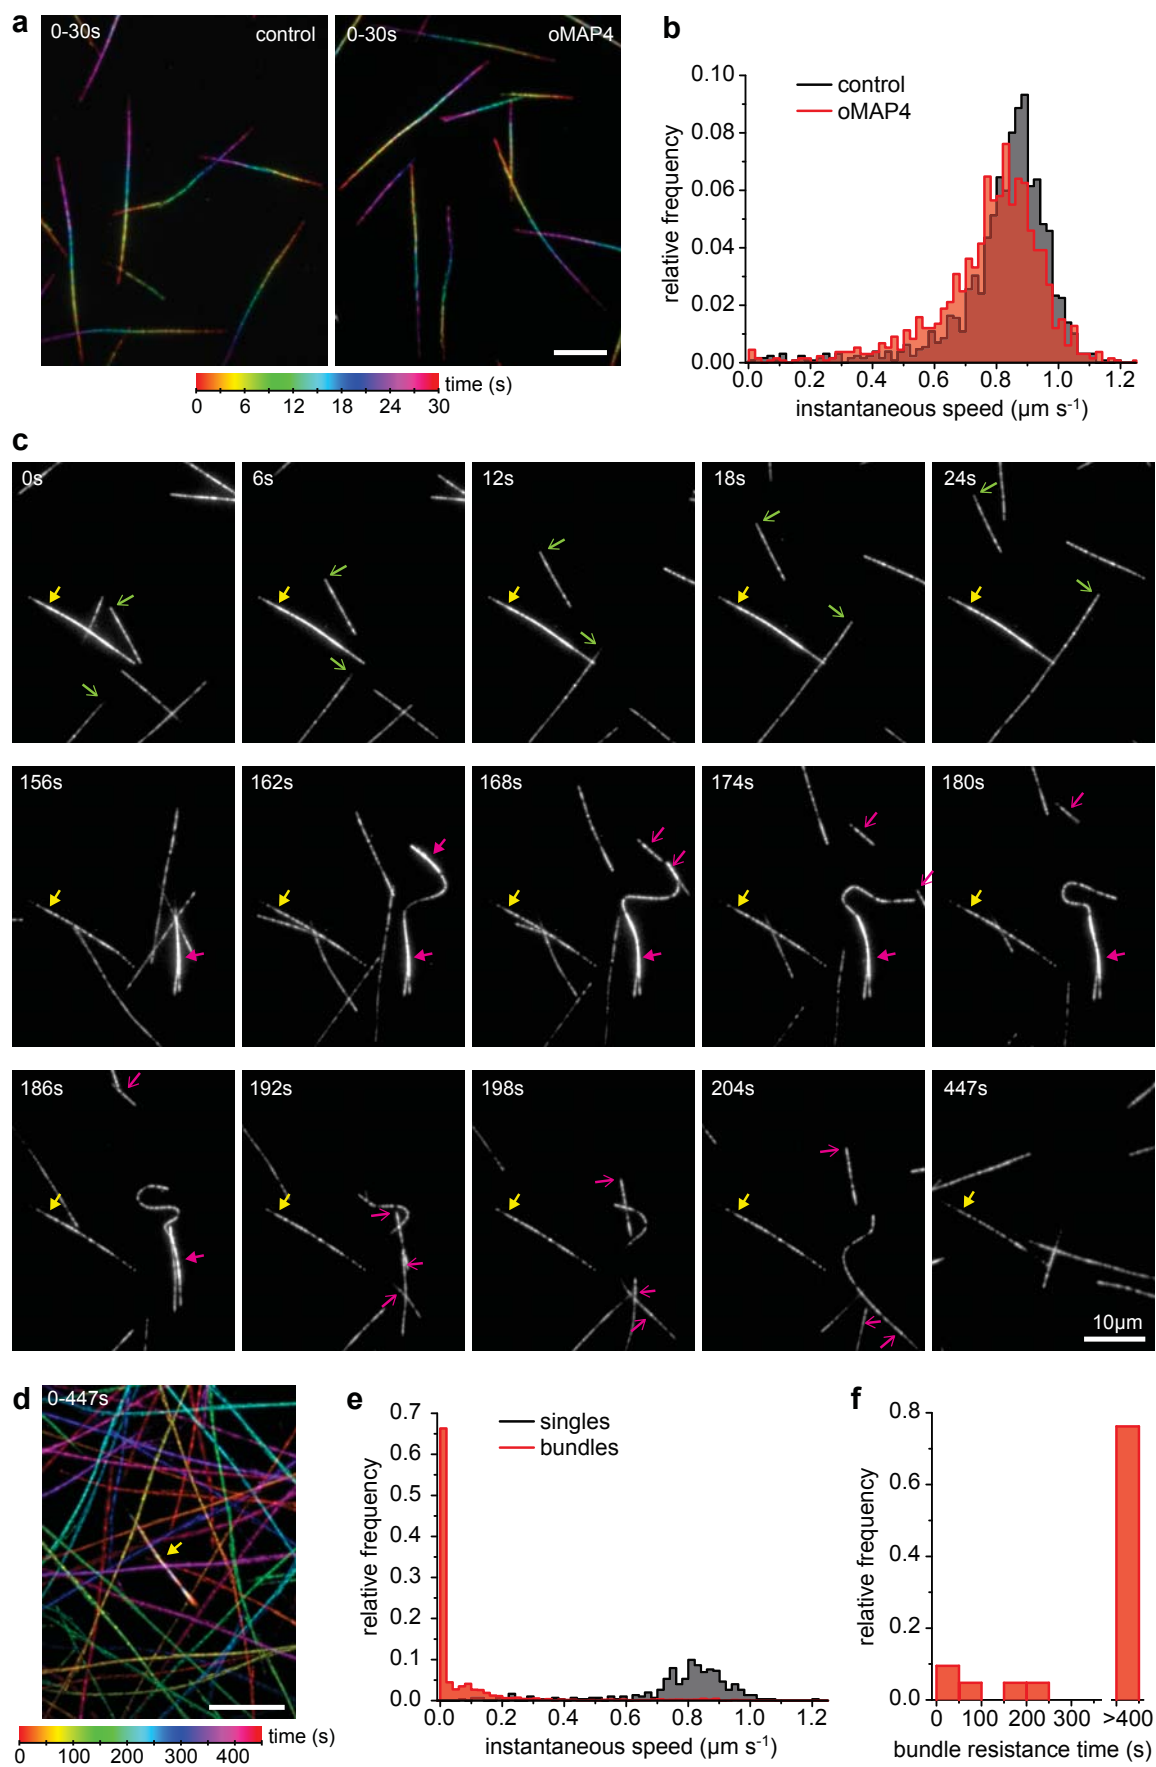 a
0-30s
control
0-30s
oMAP4
time (s)
0 6 12 18 24 30
b
0.10
0.08
0.06
0.04
0.02
0.00
relative frequency
control
oMAP4
0.0 0.2 0.4 0.6 0.8 1.0 1.2
instantaneous speed (µm s⁻¹)
c
0s
6s
12s
18s
24s
156s
162s
168s
174s
180s
186s
192s
198s
204s
447s
10µm
d
0-447s
time (s)
0 100 200 300 400
e
0.7
0.6
0.5
0.4
0.3
0.2
0.1
0.0
relative frequency
singles
bundles
0.0 0.2 0.4 0.6 0.8 1.0 1.2
instantaneous speed (µm s⁻¹)
f
0.8
0.6
0.4
0.2
0.0
relative frequency
0 100 200 300 >400
bundle resistance time (s)